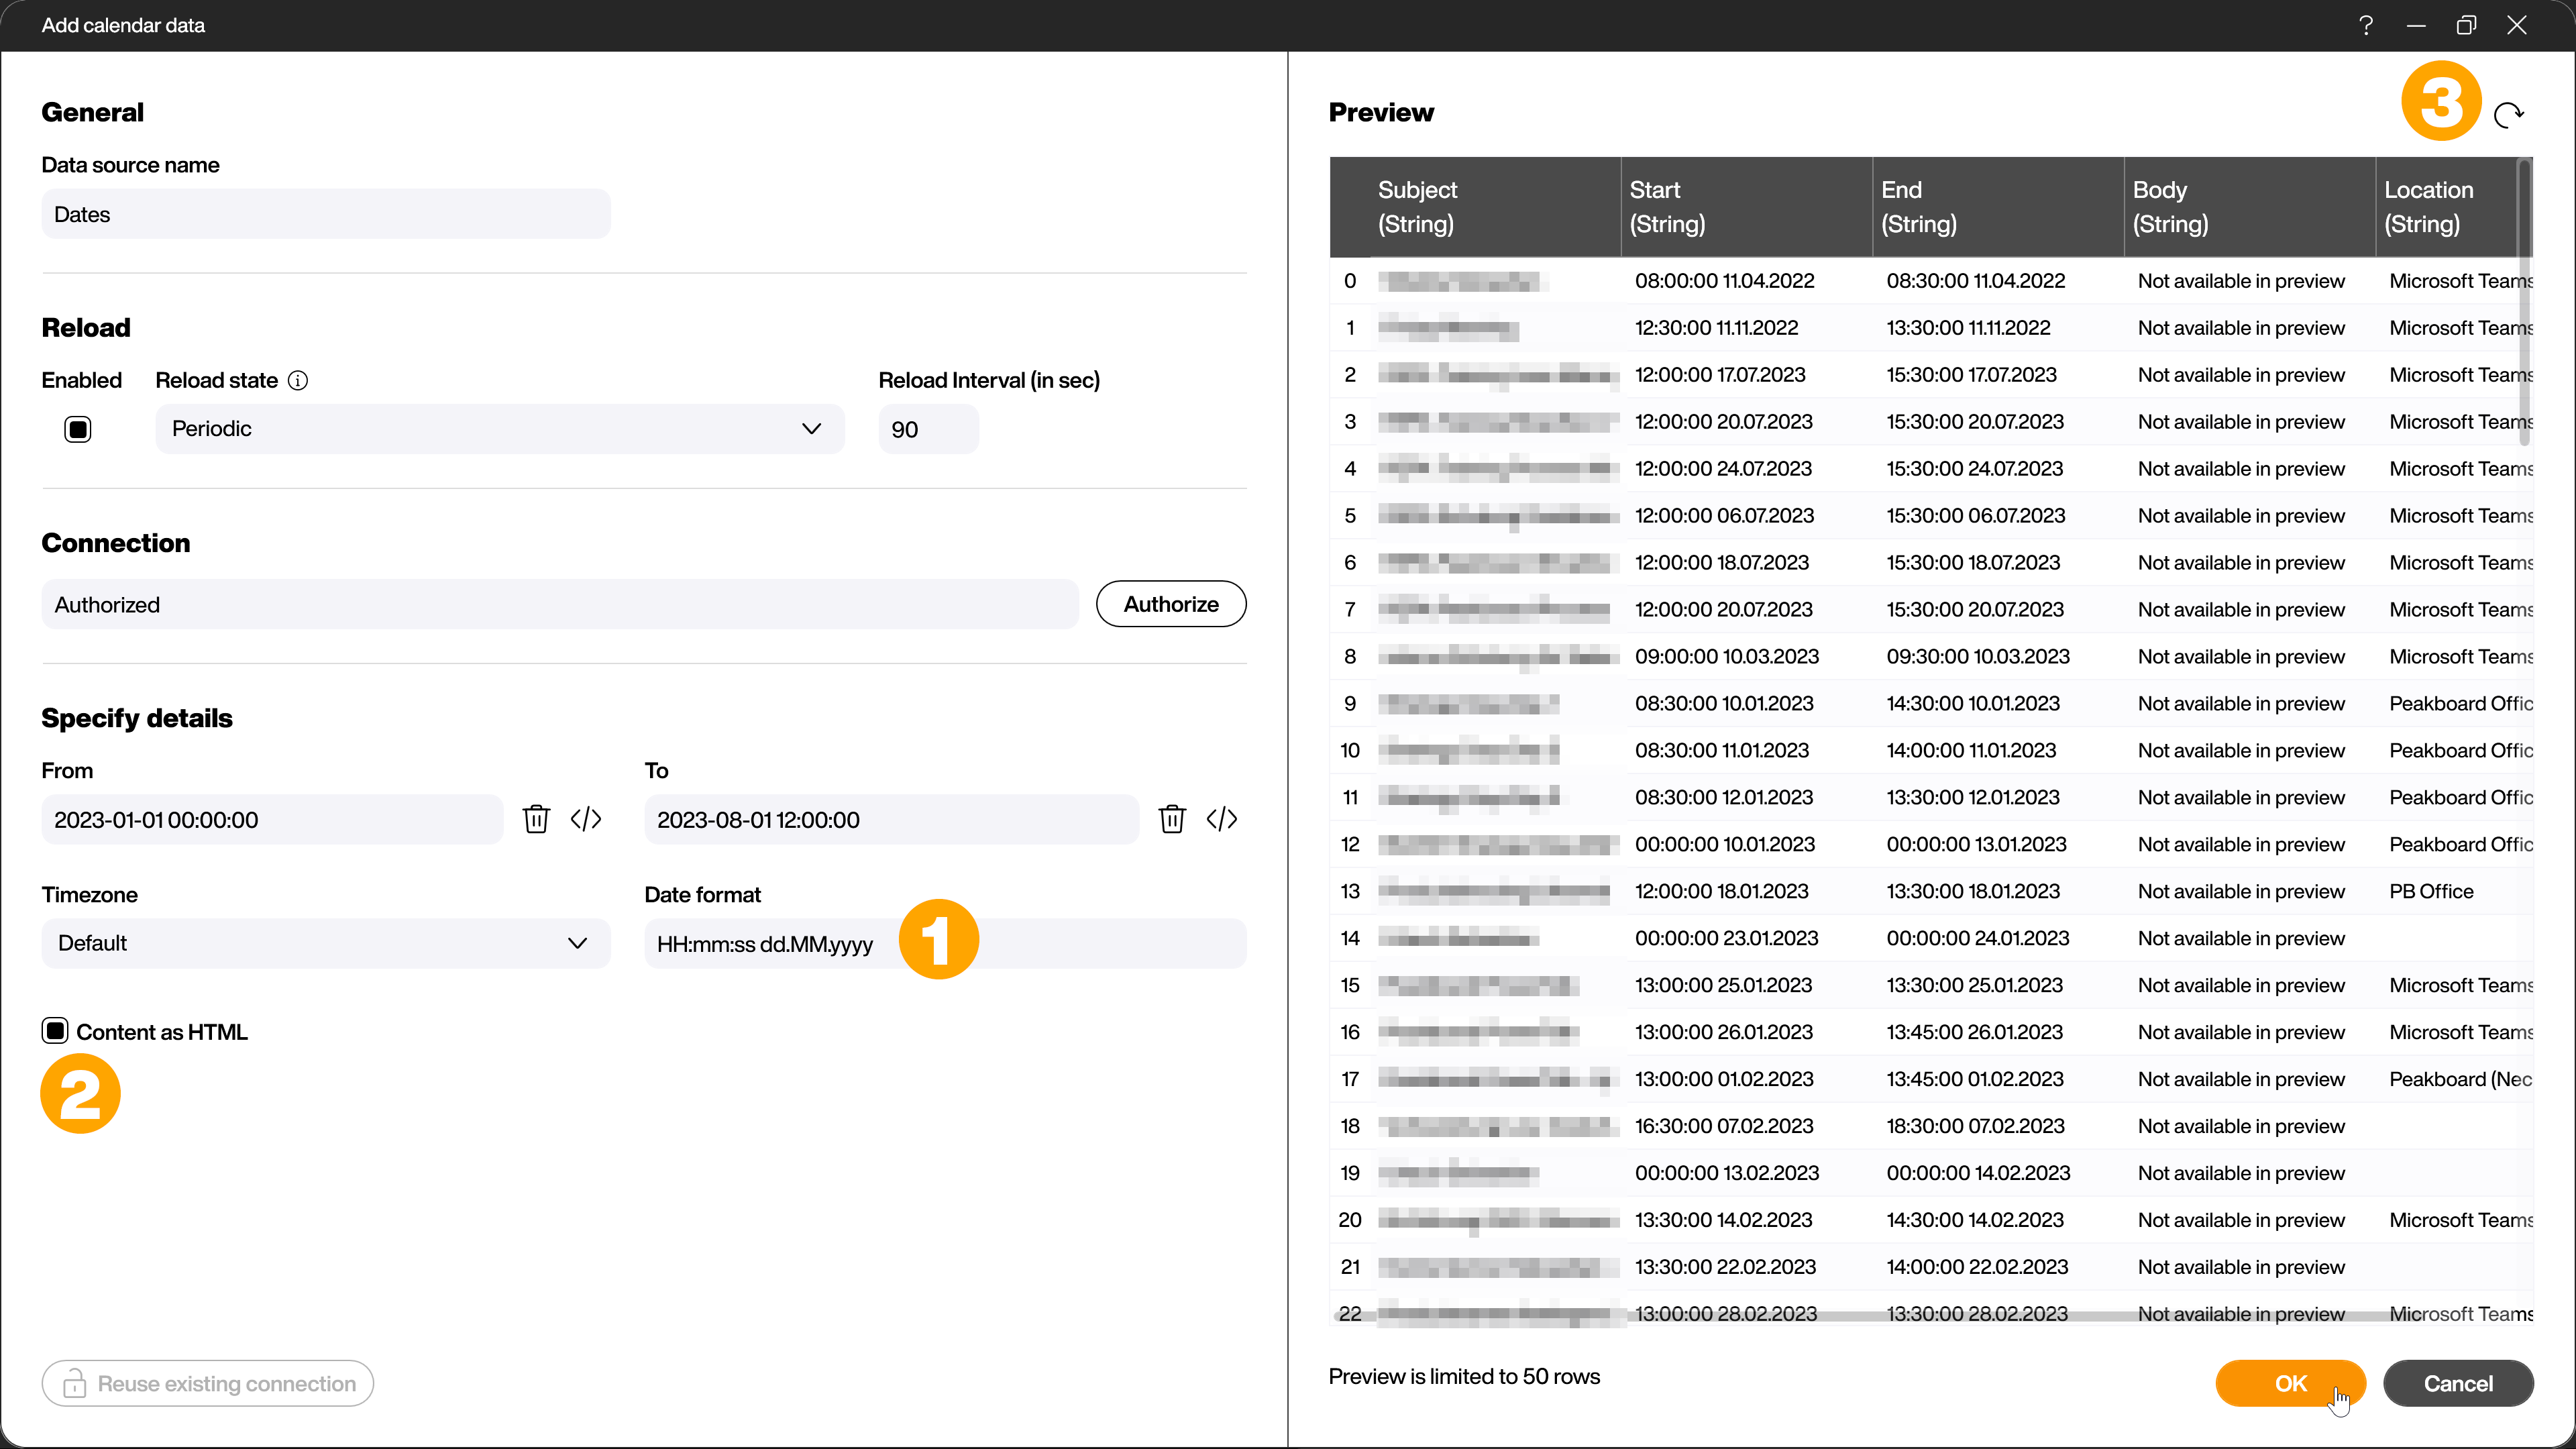 Add calendar data
General
Data source name
Dates
Reload
Enabled Reload state Reload Interval (in sec)
Periodic 90
Connection
Authorized Authorize
Specify details
From To
2023-01-01 00:00:00 2023-08-01 12:00:00
Timezone Date format
Default HH:mm:ss dd.MM.yyyy 1
Content as HTML
2
Reuse existing connection
Preview 3
Subject Start End Body Location
(String) (String) (String) (String) (String)
0 08:00:00 11.04.2022 08:30:00 11.04.2022 Not available in preview Microsoft Teams
1 12:30:00 11.11.2022 13:30:00 11.11.2022 Not available in preview Microsoft Teams
2 12:00:00 17.07.2023 15:30:00 17.07.2023 Not available in preview Microsoft Teams
3 12:00:00 20.07.2023 15:30:00 20.07.2023 Not available in preview Microsoft Teams
4 12:00:00 24.07.2023 15:30:00 24.07.2023 Not available in preview Microsoft Teams
5 12:00:00 06.07.2023 15:30:00 06.07.2023 Not available in preview Microsoft Teams
6 12:00:00 18.07.2023 15:30:00 18.07.2023 Not available in preview Microsoft Teams
7 12:00:00 20.07.2023 15:30:00 20.07.2023 Not available in preview Microsoft Teams
8 09:00:00 10.03.2023 09:30:00 10.03.2023 Not available in preview Microsoft Teams
9 08:30:00 10.01.2023 14:30:00 10.01.2023 Not available in preview Peakboard Offic
10 08:30:00 11.01.2023 14:00:00 11.01.2023 Not available in preview Peakboard Offic
11 08:30:00 12.01.2023 13:30:00 12.01.2023 Not available in preview Peakboard Offic
12 00:00:00 10.01.2023 00:00:00 13.01.2023 Not available in preview Peakboard Offic
13 12:00:00 18.01.2023 13:30:00 18.01.2023 Not available in preview PB Office
14 00:00:00 23.01.2023 00:00:00 24.01.2023 Not available in preview
15 13:00:00 25.01.2023 13:30:00 25.01.2023 Not available in preview Microsoft Teams
16 13:00:00 26.01.2023 13:45:00 26.01.2023 Not available in preview Microsoft Teams
17 13:00:00 01.02.2023 13:45:00 01.02.2023 Not available in preview Peakboard (Nec
18 16:30:00 07.02.2023 18:30:00 07.02.2023 Not available in preview
19 00:00:00 13.02.2023 00:00:00 14.02.2023 Not available in preview
20 13:30:00 14.02.2023 14:30:00 14.02.2023 Not available in preview Microsoft Teams
21 13:30:00 22.02.2023 14:00:00 22.02.2023 Not available in preview
22 13:00:00 28.02.2023 13:30:00 28.02.2023 Not available in preview Microsoft Teams
Preview is limited to 50 rows
OK Cancel